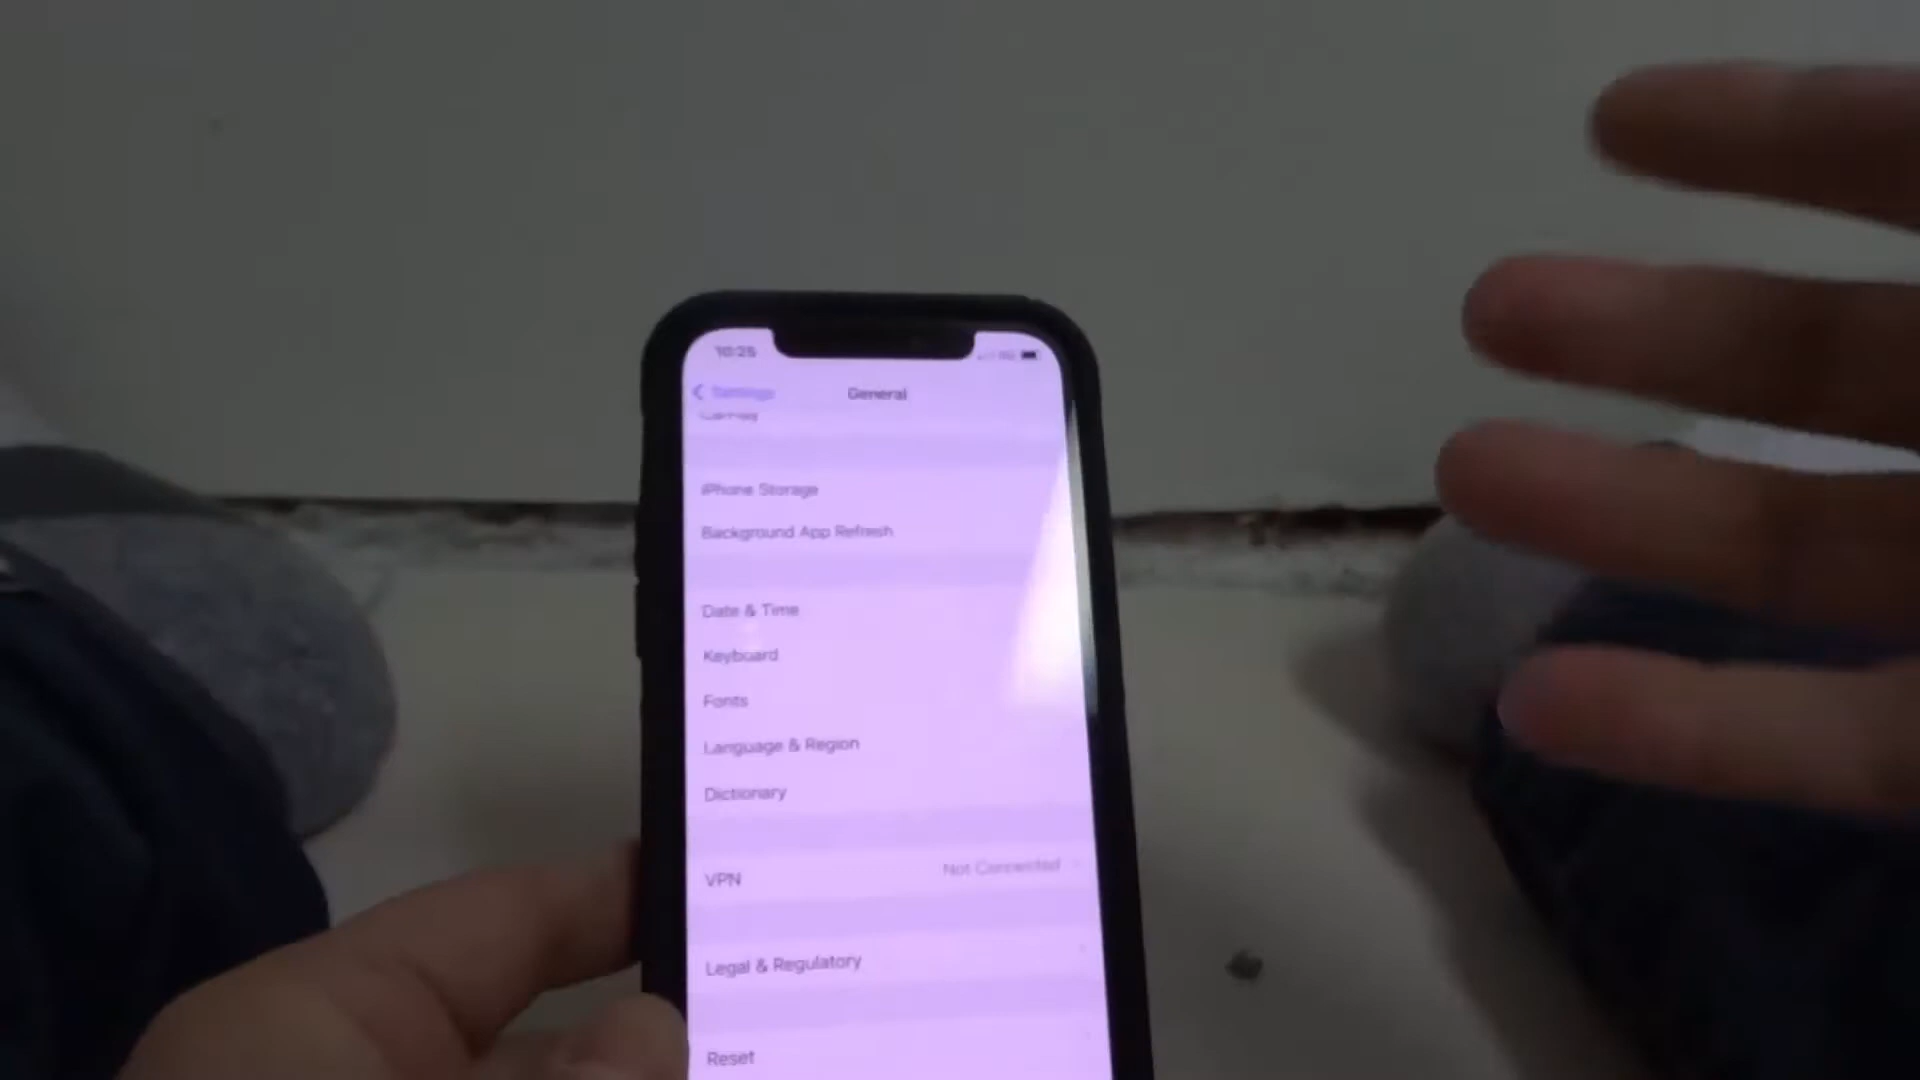 10:25
Settings
General
iPhone Storage
Background App Refresh
Date & Time
Keyboard
Fonts
Language & Region
Dictionary
VPN
Not Connected
Legal & Regulatory
Reset